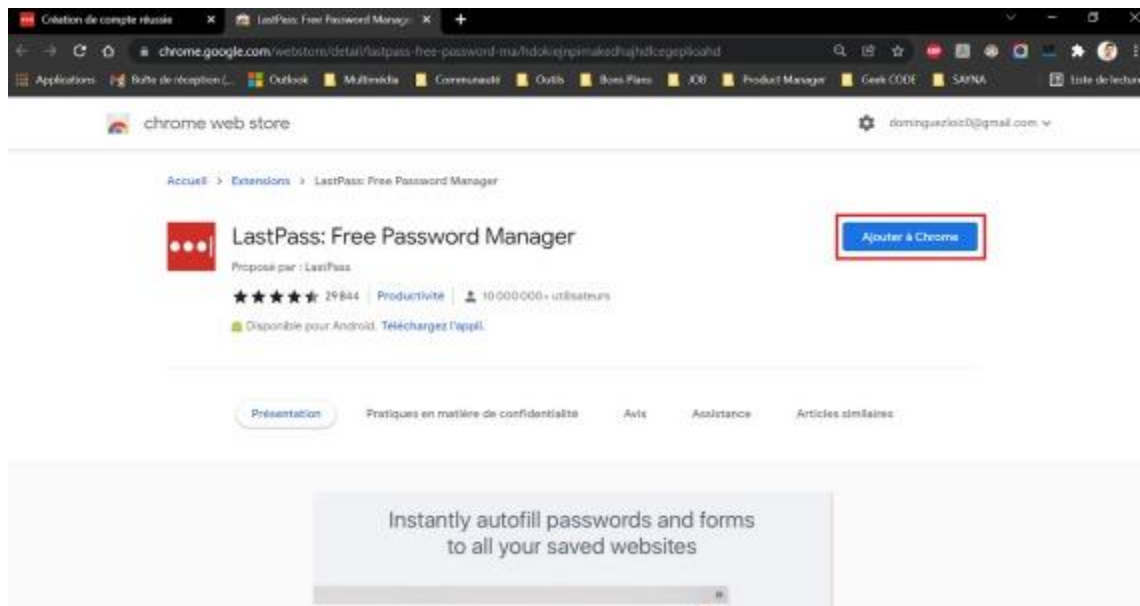 Création de compte réussie
LastPass: Free Password Manage
chrome.google.com/webstore/detail/lastpass-free-password-ma/
Applications
Boîte de réception (...
Outlook
Multimédia
Communauté
Outils
Bons Plans
JOB
Product Manager
Geek CODE
SAYNA
Liste de lecture
chrome web store
Accueil > Extensions > LastPass: Free Password Manager
LastPass: Free Password Manager
Ajouter à Chrome
Proposé par : LastPass
29 844 | Productivité | 10 000 000+ utilisateurs
Disponible pour Android. Téléchargez l'appli.
Présentation
Pratiques en matière de confidentialité
Avis
Assistance
Articles similaires
Instantly autofill passwords and forms
to all your saved websites